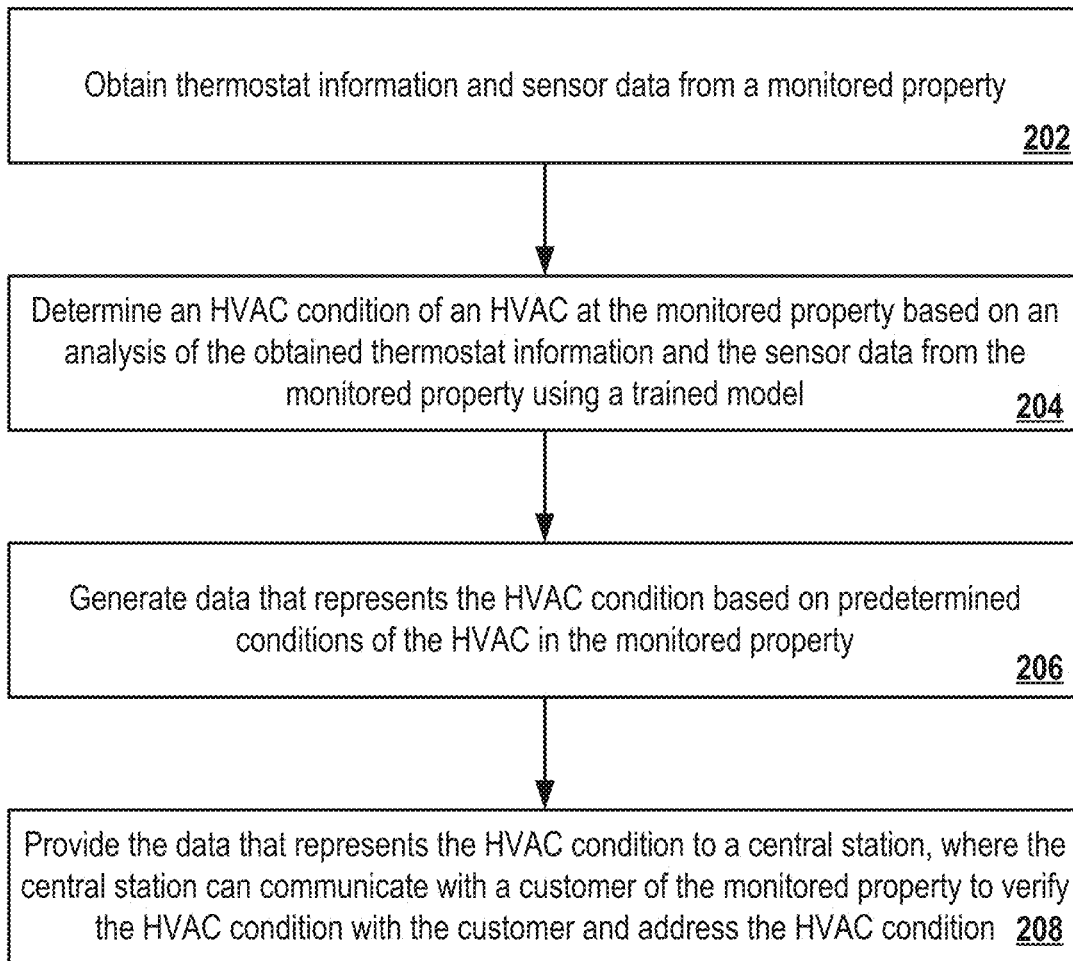 Obtain thermostat information and sensor data from a monitored property
202
Determine an HVAC condition of an HVAC at the monitored property based on an
analysis of the obtained thermostat information and the sensor data from the
monitored property using a trained model
204
Generate data that represents the HVAC condition based on predetermined
conditions of the HVAC in the monitored property
206
Provide the data that represents the HVAC condition to a central station, where the
central station can communicate with a customer of the monitored property to verify
the HVAC condition with the customer and address the HVAC condition 208